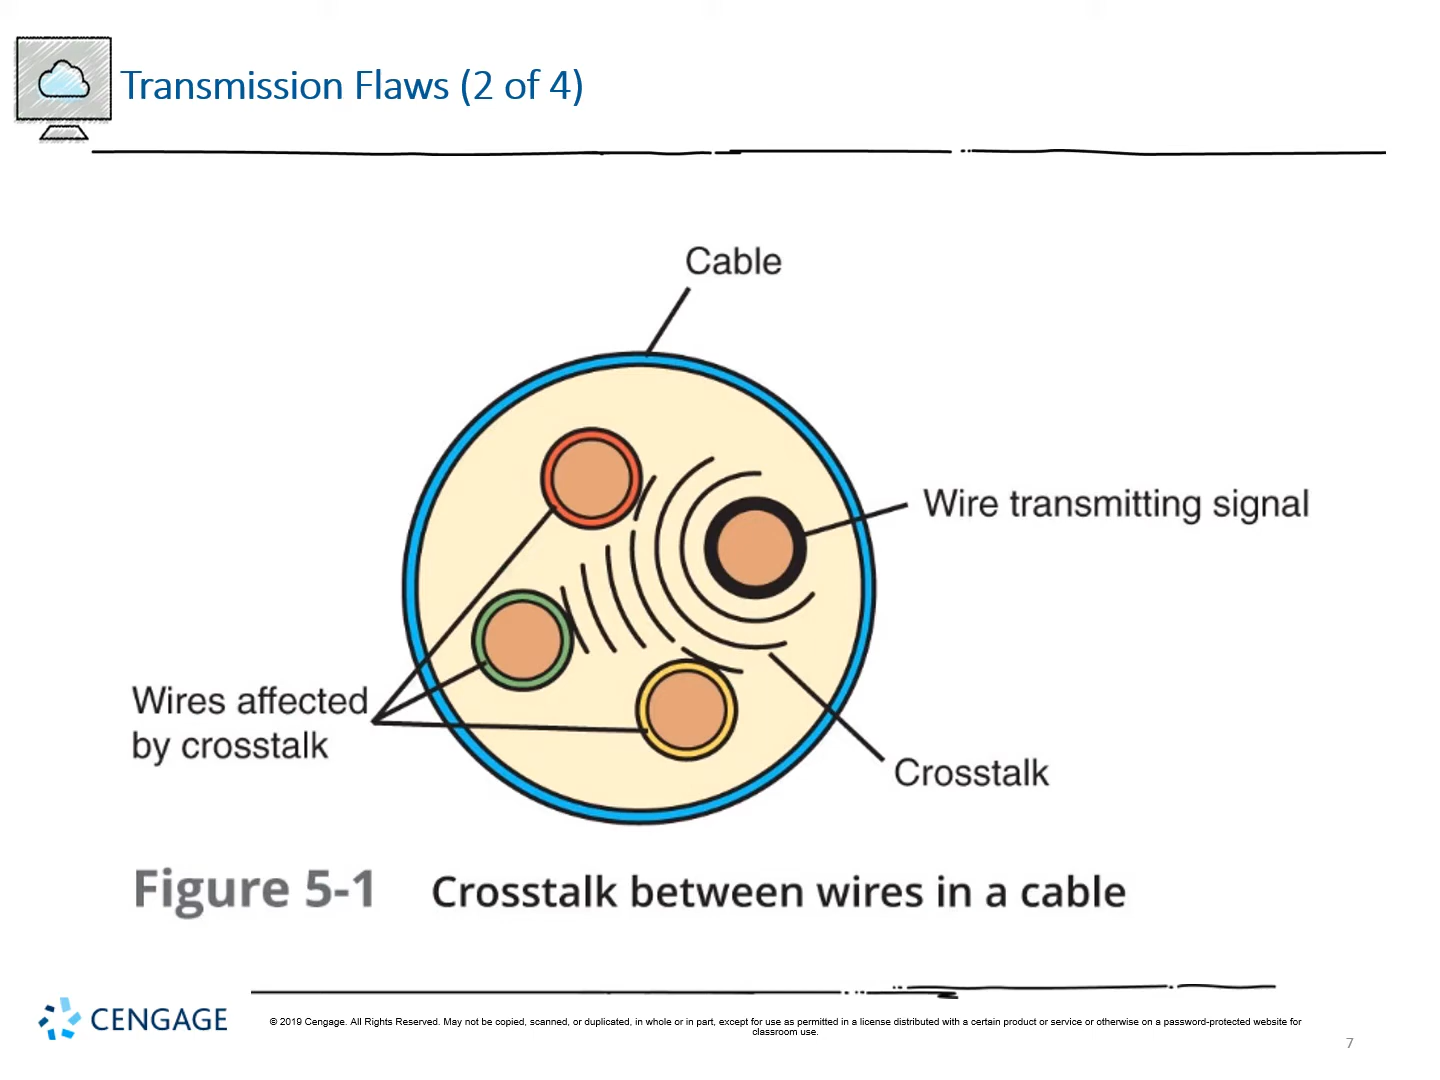 Transmission Flaws (2 of 4)
Cable
Wire transmitting signal
Wires affected
by crosstalk
Crosstalk
Figure 5-1 Crosstalk between wires in a cable
CENGAGE
© 2019 Cengage. All Rights Reserved. May not be copied, scanned, or duplicated, in whole or in part, except for use as permitted in a license distributed with a certain product or service or otherwise on a password-protected website for
classroom use.
7